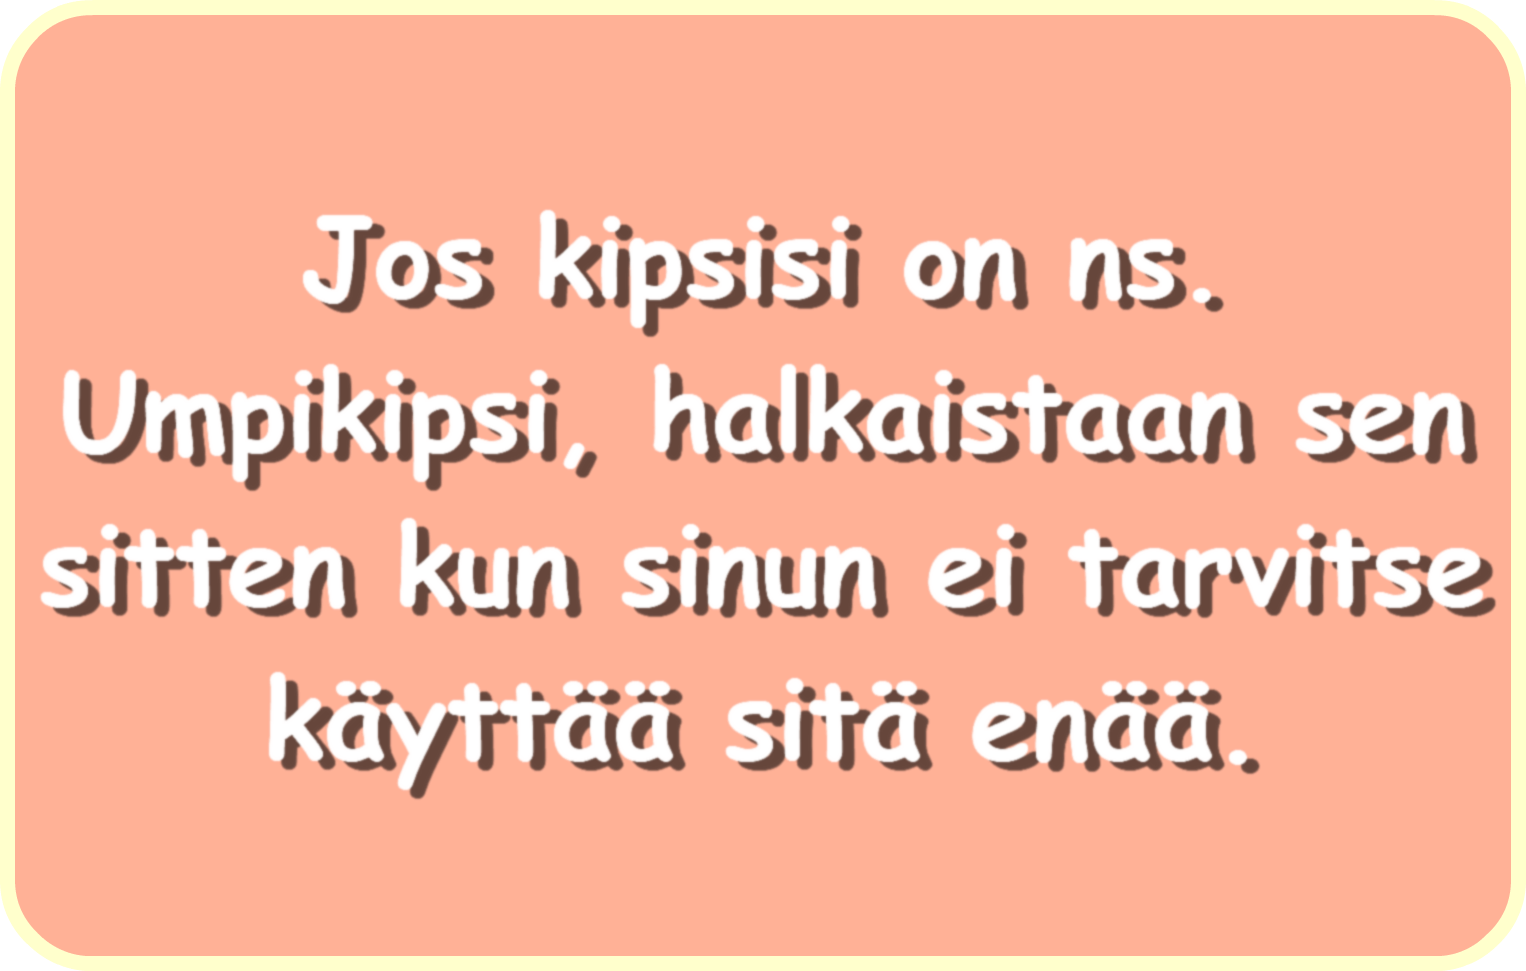 Jos kipsisi on ns.
Umpikipsi, halkaistaan sen
sitten kun sinun ei tarvitse
käyttää sitä enää.